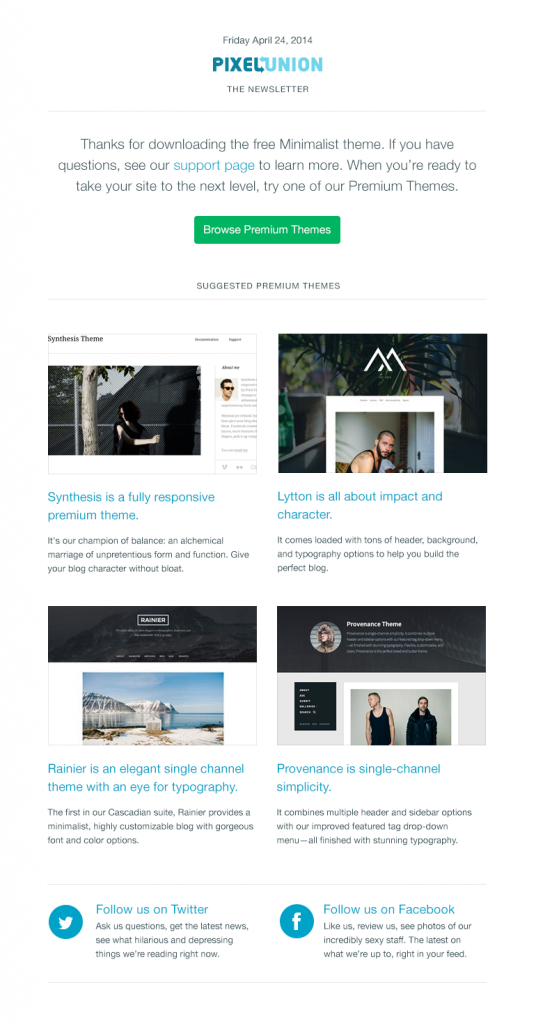 Friday April 24, 2014
PIXEL UNION
THE NEWSLETTER
Thanks for downloading the free Minimalist theme. If you have
questions, see our support page to learn more. When you're ready to
take your site to the next level, try one of our Premium Themes.
Browse Premium Themes
SUGGESTED PREMIUM THEMES
Synthesis Theme
Documentation Support
About me
Synthesis is a fully responsive
premium theme.
It's our champion of balance: an alchemical
marriage of unpretentious form and function. Give
your blog character without bloat.
Lytton is all about impact and
character.
It comes loaded with tons of header, background,
and typography options to help you build the
perfect blog.
RAINIER
Provenance Theme
ABOUT
ASK
SUBMIT
SEARCH
Rainier is an elegant single channel
theme with an eye for typography.
The first in our Cascadian suite, Rainier provides a
minimalist, highly customizable blog with gorgeous
font and color options.
Provenance is single-channel
simplicity.
It combines multiple header and sidebar options
with our improved featured tag drop-down
menu—all finished with stunning typography.
Follow us on Twitter
Ask us questions, get the latest news,
see what hilarious and depressing
things we're reading right now.
Follow us on Facebook
Like us, review us, see photos of our
incredibly sexy staff. The latest on
what we're up to, right in your feed.